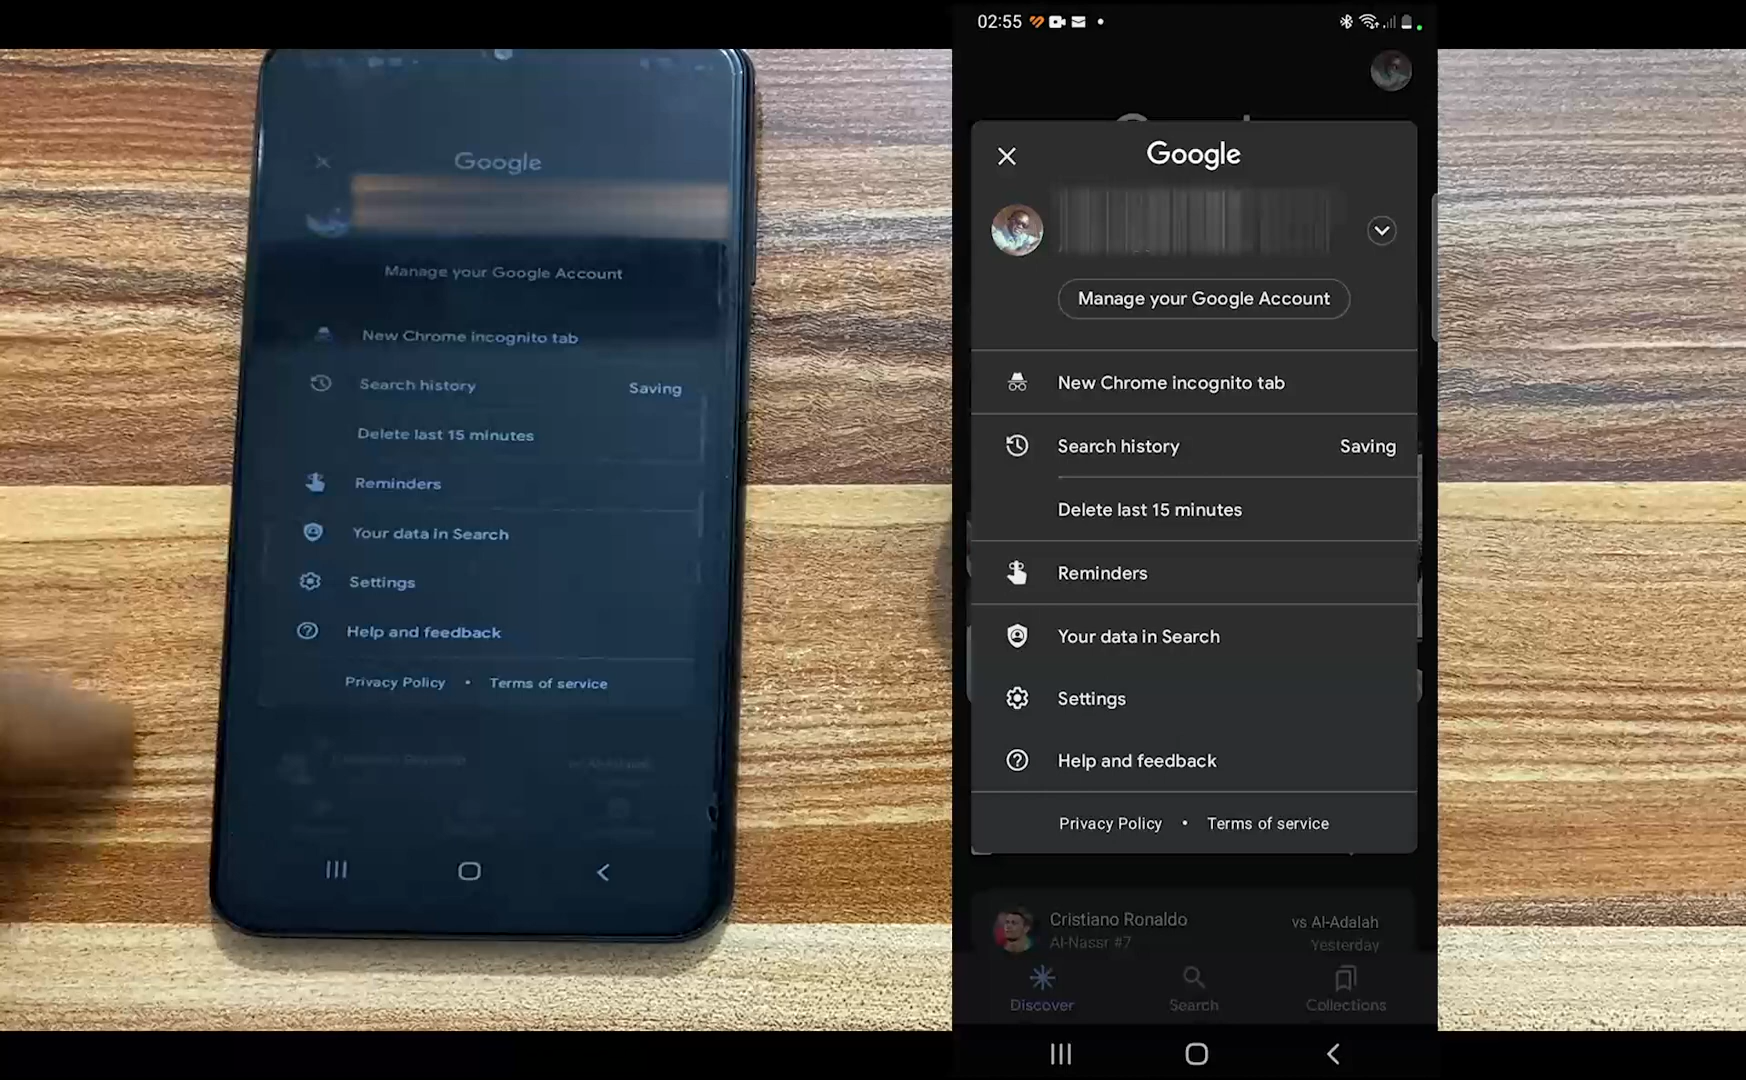 Google
Manage your Google Account
New Chrome incognito tab
Search history Saving
Delete last 15 minutes
Reminders
Your data in Search
Settings
Help and feedback
Privacy Policy • Terms of service
02:55
Google
Manage your Google Account
New Chrome incognito tab
Search history Saving
Delete last 15 minutes
Reminders
Your data in Search
Settings
Help and feedback
Privacy Policy • Terms of service
Cristiano Ronaldo vs Al-Adalah
Al-Nassr #7 Yesterday
Discover Search Collections